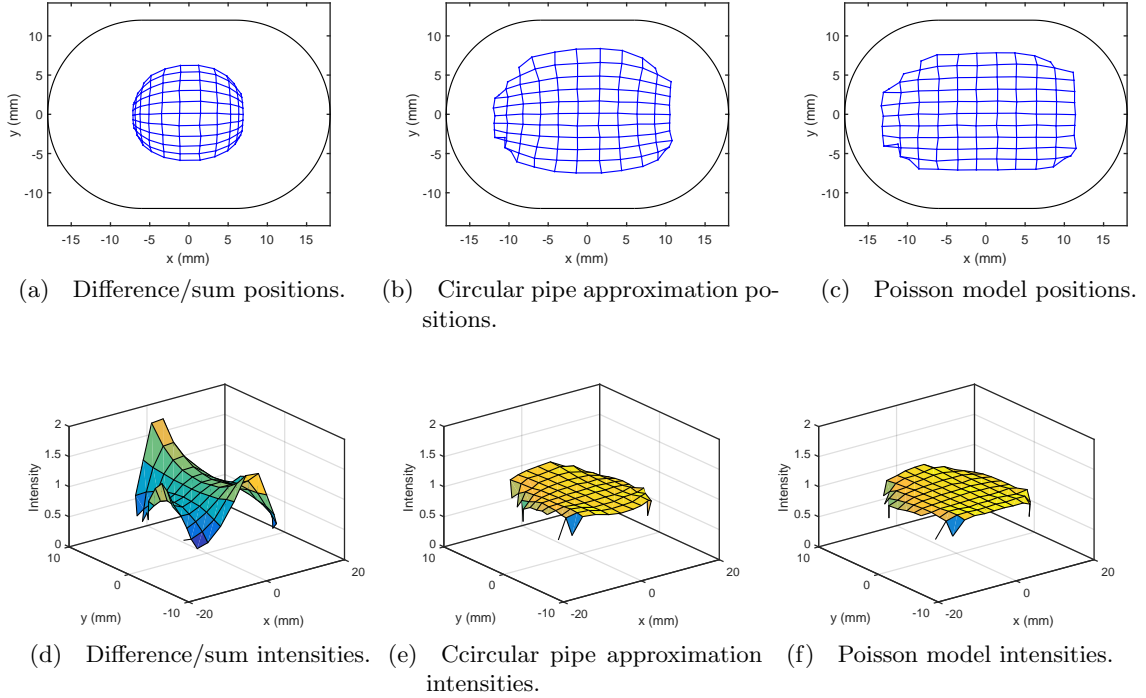 10
5
0
-5
-10
y (mm)
-15 -10 -5 0 5 10 15
x (mm)
(a) Difference/sum positions.
10
5
0
-5
-10
y (mm)
-15 -10 -5 0 5 10 15
x (mm)
(b) Circular pipe approximation po-
sitions.
10
5
0
-5
-10
y (mm)
-15 -10 -5 0 5 10 15
x (mm)
(c) Poisson model positions.
2
1.5
1
0.5
0
Intensity
10
0
-10
y (mm)
-20
0
20
x (mm)
(d) Difference/sum intensities.
2
1.5
1
0.5
0
Intensity
10
0
-10
y (mm)
-20
0
20
x (mm)
(e) Ccircular pipe approximation
intensities.
2
1.5
1
0.5
0
Intensity
10
0
-10
y (mm)
-20
0
20
x (mm)
(f) Poisson model intensities.